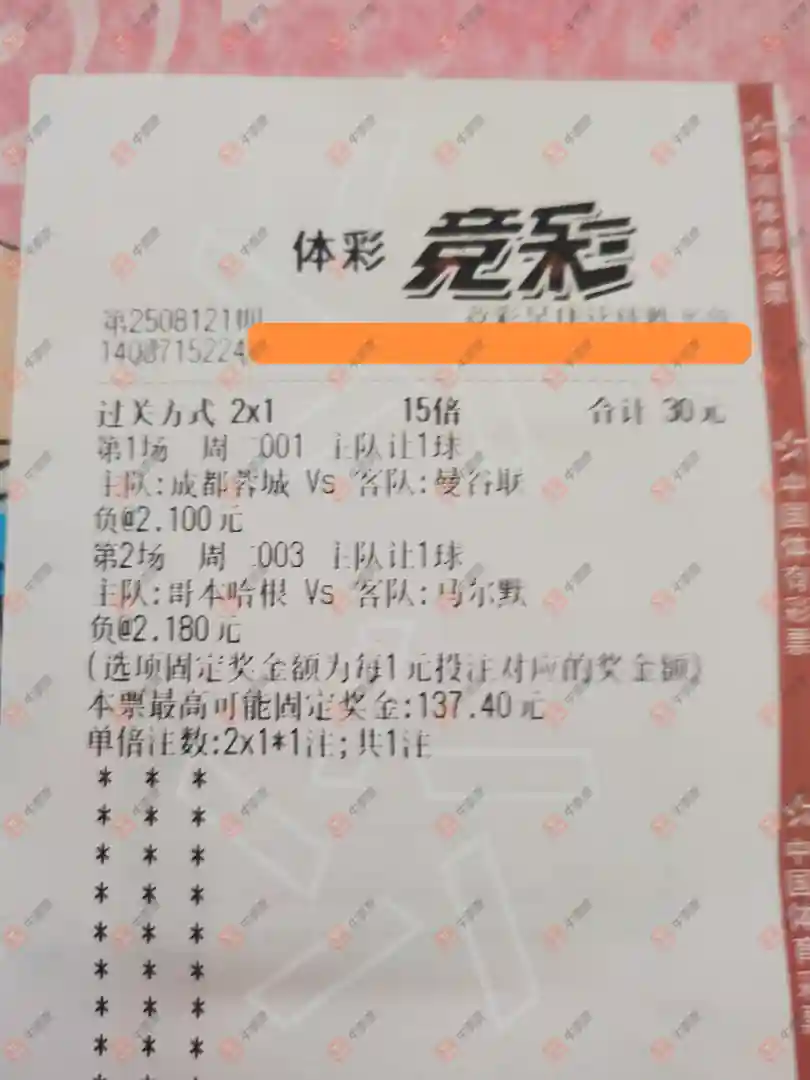 体彩 竞彩
第2508121期
1408715224
过关方式 2x1 15倍 合计 30元
第1场 周二001 主队让1球
主队:成都蓉城 Vs 客队:曼谷联
负@2.100元
第2场 周二003 主队让1球
主队:哥本哈根 Vs 客队:马尔默
负@2.180元
(选项固定奖金额为每1元投注对应的奖金额)
本票最高可能固定奖金:137.40元
单倍注数:2x1*1注;共1注
* * *
* * *
* * *
* * *
* * *
* * *
* * *
* * *
中国体育彩票
中国体育彩票
中国体育